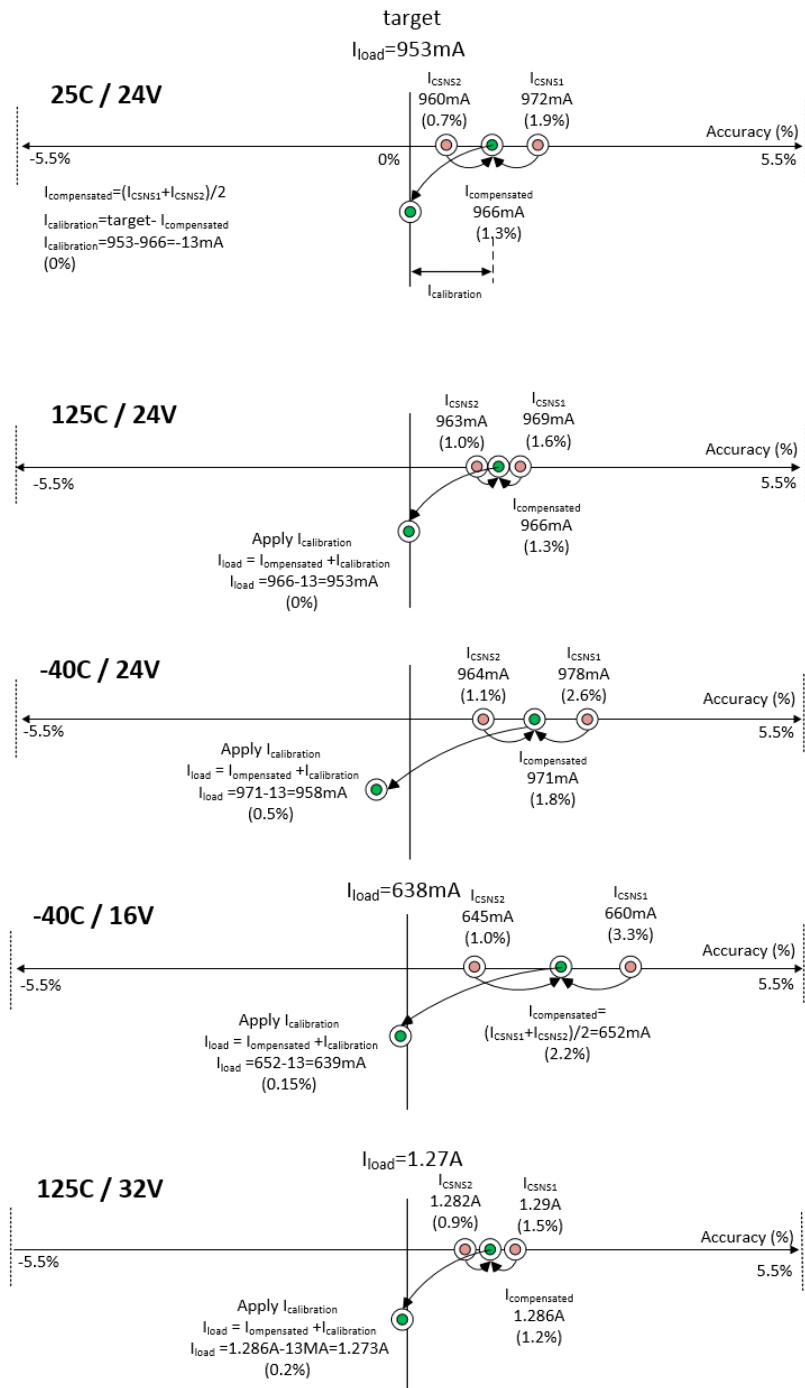 target
Iload=953mA
25C / 24V
ICSNS2
960mA
(0.7%)
ICSNS1
972mA
(1.9%)
Accuracy (%)
-5.5%
0%
5.5%
Icompensated=(ICSNS1+ICSNS2)/2
Icalibration=target- Icompensated
Icalibration=953-966=-13mA
(0%)
Icompensated
966mA
(1.3%)
Icalibration
125C / 24V
ICSNS2
963mA
(1.0%)
ICSNS1
969mA
(1.6%)
Accuracy (%)
-5.5%
5.5%
Icompensated
966mA
(1.3%)
Apply Icalibration
Iload = Iompensated +Icalibration
Iload =966-13=953mA
(0%)
-40C / 24V
ICSNS2
964mA
(1.1%)
ICSNS1
978mA
(2.6%)
Accuracy (%)
-5.5%
5.5%
Apply Icalibration
Iload = Iompensated +Icalibration
Iload =971-13=958mA
(0.5%)
Icompensated
971mA
(1.8%)
Iload=638mA
-40C / 16V
ICSNS2
645mA
(1.0%)
ICSNS1
660mA
(3.3%)
Accuracy (%)
-5.5%
5.5%
Icompensated=
(ICSNS1+ICSNS2)/2=652mA
(2.2%)
Apply Icalibration
Iload = Iompensated +Icalibration
Iload =652-13=639mA
(0.15%)
Iload=1.27A
125C / 32V
ICSNS2
1.282A
(0.9%)
ICSNS1
1.29A
(1.5%)
Accuracy (%)
-5.5%
5.5%
Icompensated
1.286A
(1.2%)
Apply Icalibration
Iload = Iompensated +Icalibration
Iload =1.286A-13MA=1.273A
(0.2%)